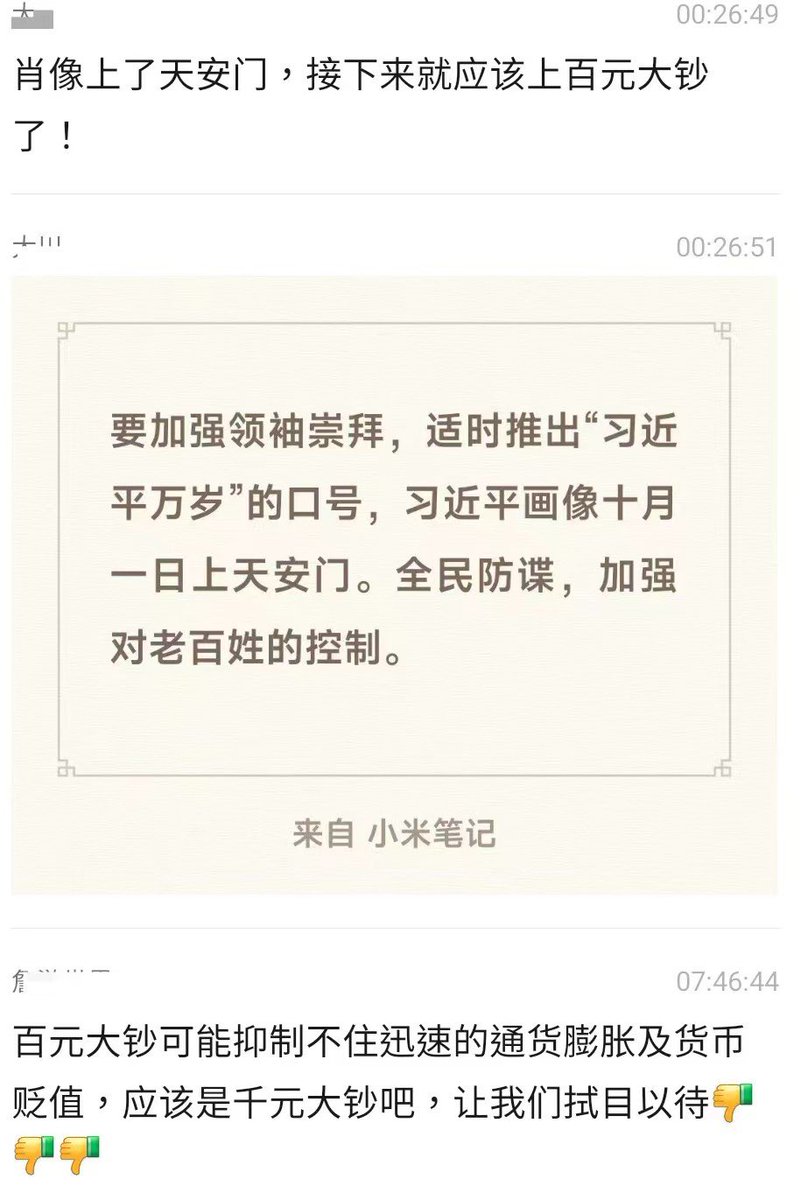 00:26:49
肖像上了天安门，接下来就应该上百元大钞
了！
00:26:51
要加强领袖崇拜，适时推出“习近
平万岁”的口号，习近平画像十月
一日上天安门。全民防谍，加强
对老百姓的控制。
来自 小米笔记
07:46:44
百元大钞可能抑制不住迅速的通货膨胀及货币
贬值，应该是千元大钞吧，让我们拭目以待👎
👎👎